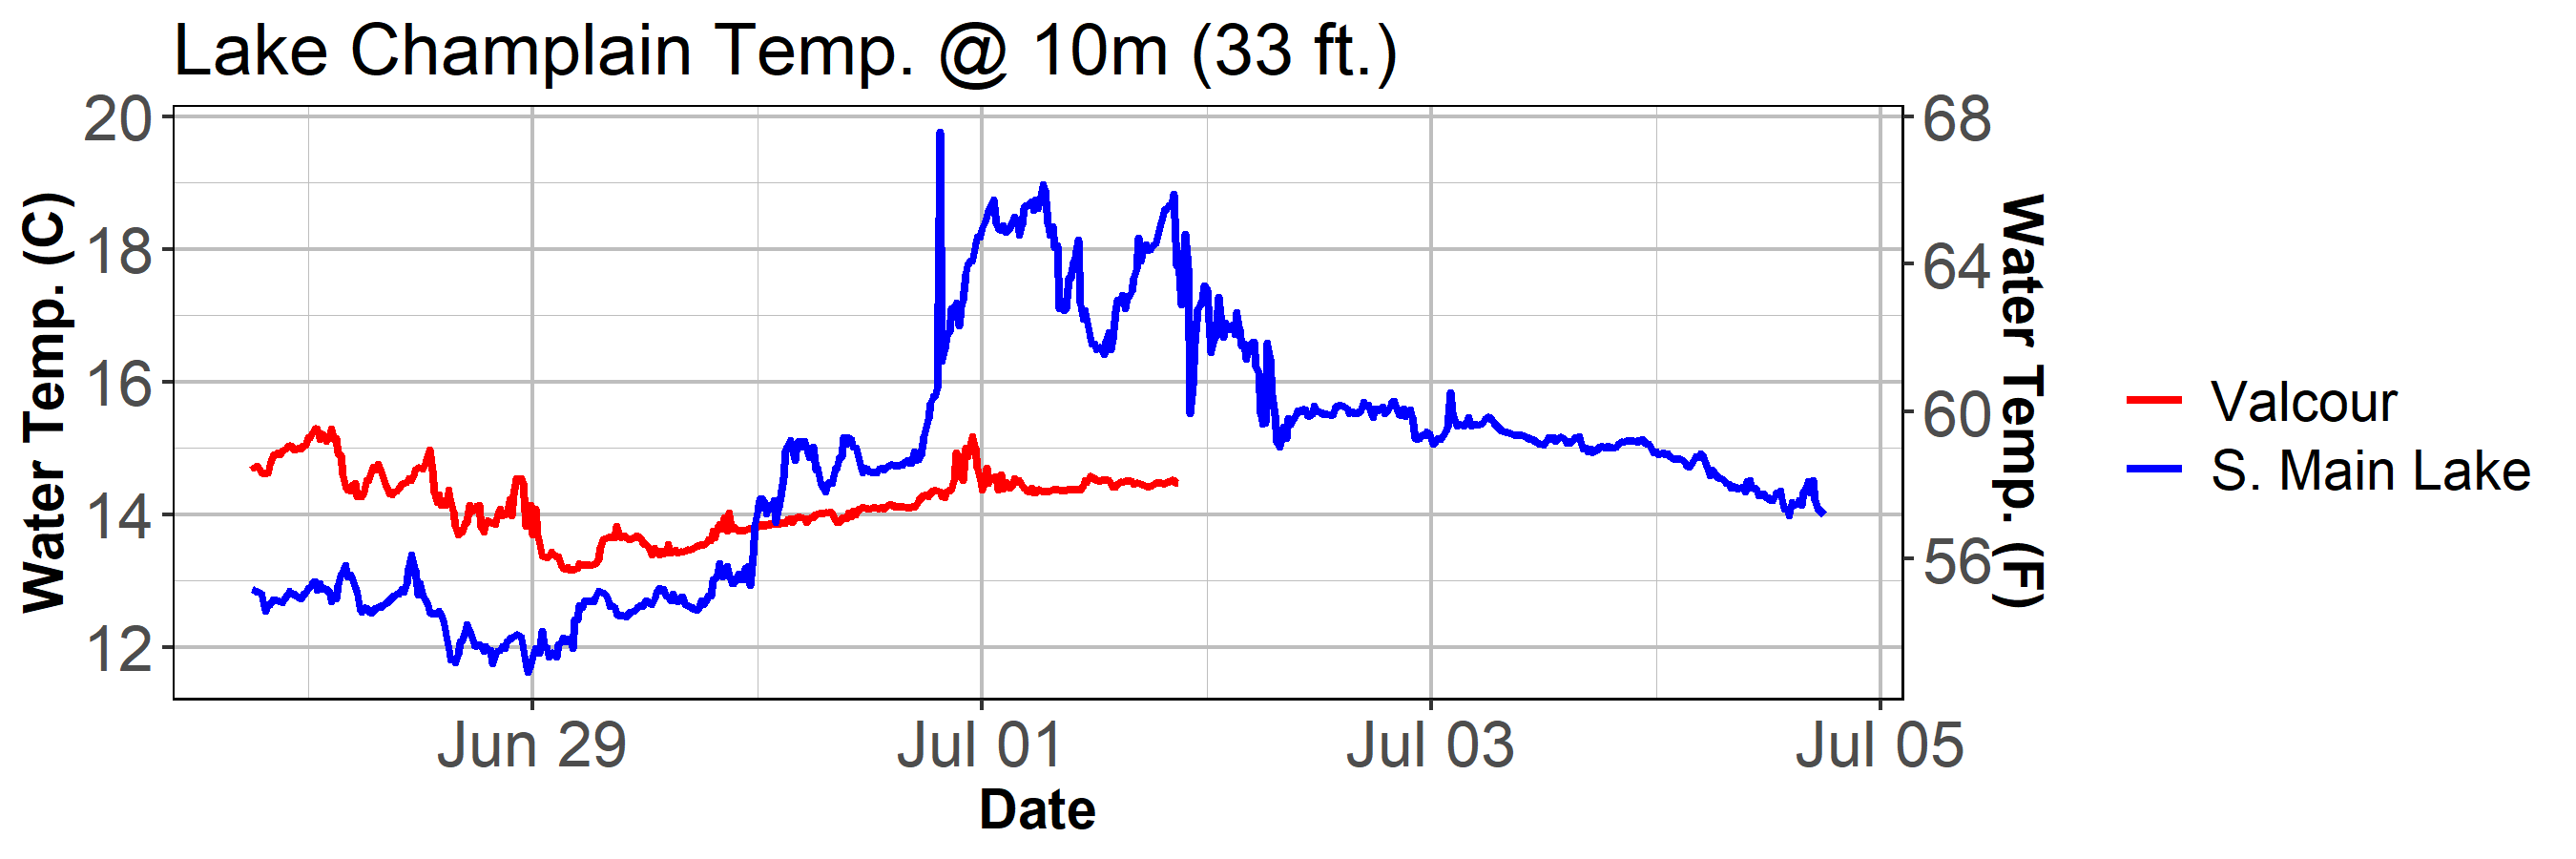 Lake Champlain Temp. @ 10m (33 ft.)
Water Temp. (C)
20
18
16
14
12
68
64
60
56
Water Temp. (F)
Jun 29
Jul 01
Jul 03
Jul 05
Date
Valcour
S. Main Lake